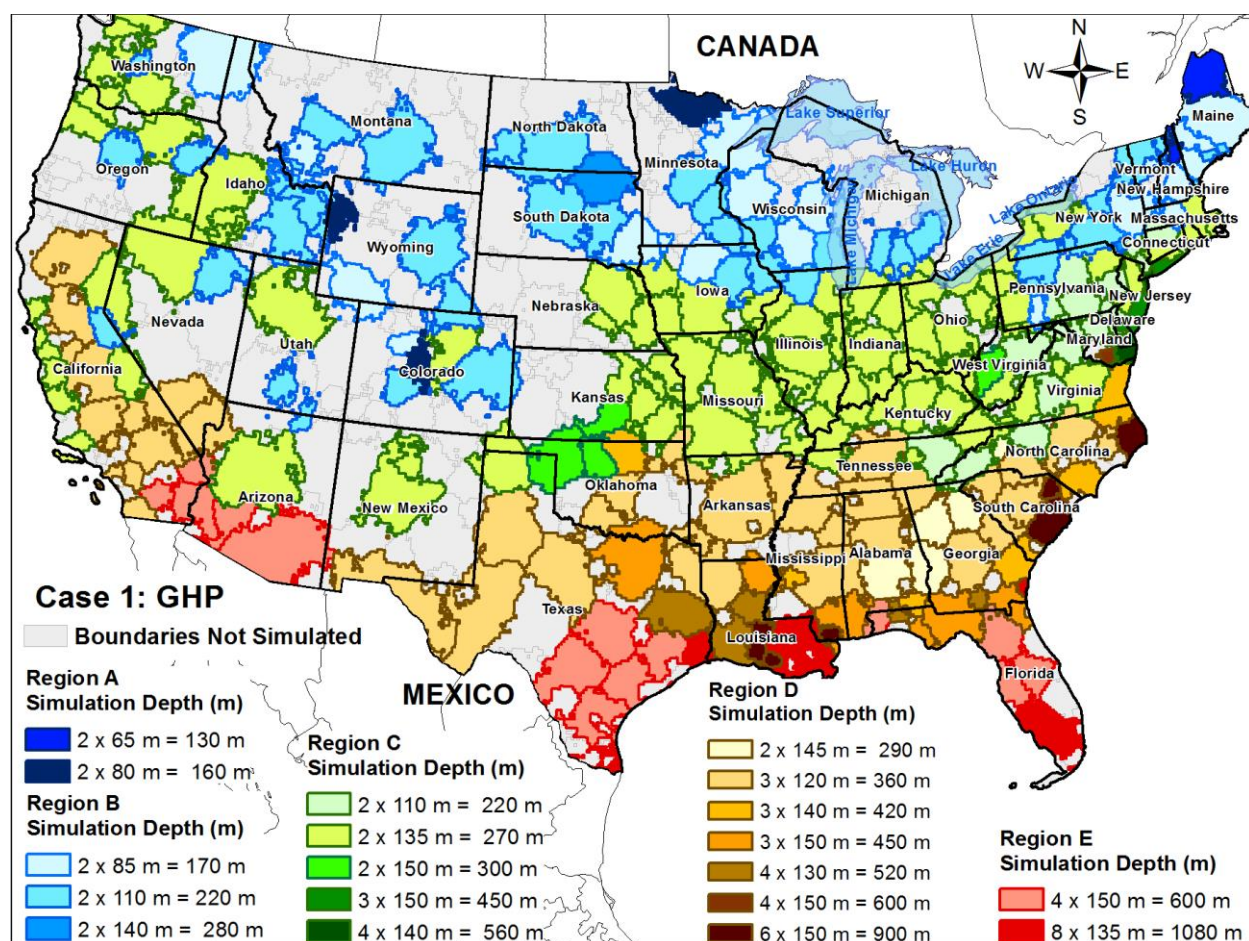 CANADA
N
W E
S
Washington
Montana
North Dakota
Minnesota
Lake Superior
Maine
Oregon
Idaho
Wyoming
South Dakota
Wisconsin
Lake Michigan
Michigan
Lake Huron
Lake Ontario
Lake Erie
Vermont
New Hampshire
New York
Massachusetts
Connecticut
Nevada
Utah
Colorado
Nebraska
Iowa
Illinois
Indiana
Ohio
Pennsylvania
New Jersey
Delaware
Maryland
West Virginia
Virginia
California
Kansas
Missouri
Kentucky
Arizona
New Mexico
Oklahoma
Arkansas
Tennessee
North Carolina
South Carolina
Mississippi
Alabama
Georgia
Texas
Louisiana
Florida
MEXICO
Case 1: GHP
Boundaries Not Simulated
Region A
Simulation Depth (m)
2 x 65 m = 130 m
2 x 80 m = 160 m
Region B
Simulation Depth (m)
2 x 85 m = 170 m
2 x 110 m = 220 m
2 x 140 m = 280 m
Region C
Simulation Depth (m)
2 x 110 m = 220 m
2 x 135 m = 270 m
2 x 150 m = 300 m
3 x 150 m = 450 m
4 x 140 m = 560 m
Region D
Simulation Depth (m)
2 x 145 m = 290 m
3 x 120 m = 360 m
3 x 140 m = 420 m
3 x 150 m = 450 m
4 x 130 m = 520 m
4 x 150 m = 600 m
6 x 150 m = 900 m
Region E
Simulation Depth (m)
4 x 150 m = 600 m
8 x 135 m = 1080 m